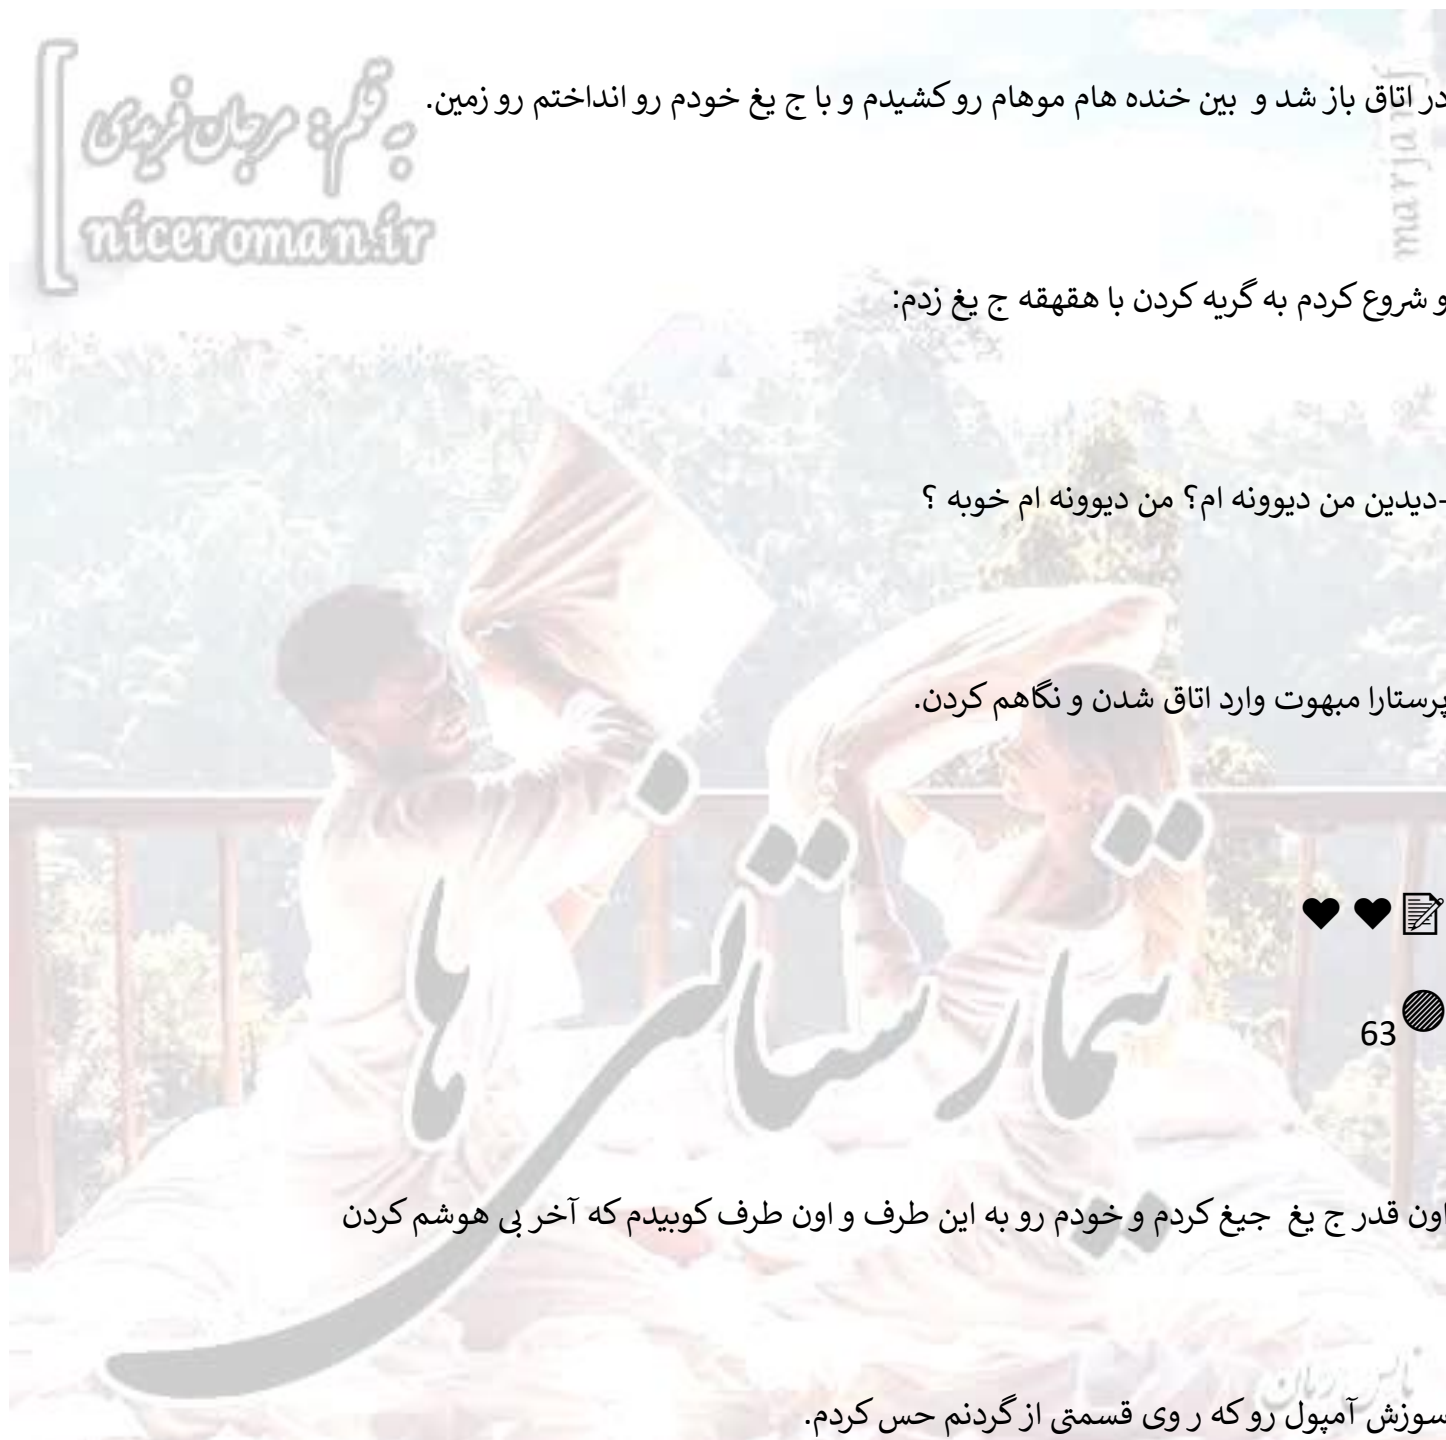 به قلم: مرجان فریدی
niceroman.ir
marjan
در اتاق باز شد و بین خنده هام موهام رو کشیدم و با ج یغ خودم رو انداختم رو زمین.
و شروع کردم به گریه کردن با هقهقه ج یغ زدم:
-دیدین من دیوونه ام؟ من دیوونه ام خوبه ؟
پرستارا مبهوت وارد اتاق شدن و نگاهم کردن.
63
تیمارستانی ها
اون قدر ج یغ جیغ کردم و خودم رو به این طرف و اون طرف کوبیدم که آخر بی هوشم کردن
نایس رمان
سوزش آمپول رو که ر وی قسمتی از گردنم حس کردم.